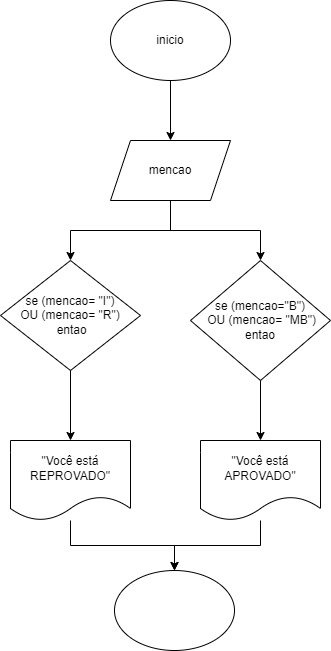 inicio
mencao
se (mencao= "I")
OU (mencao= "R")
entao
se (mencao="B")
OU (mencao= "MB")
entao
"Você está
REPROVADO"
"Você está
APROVADO"